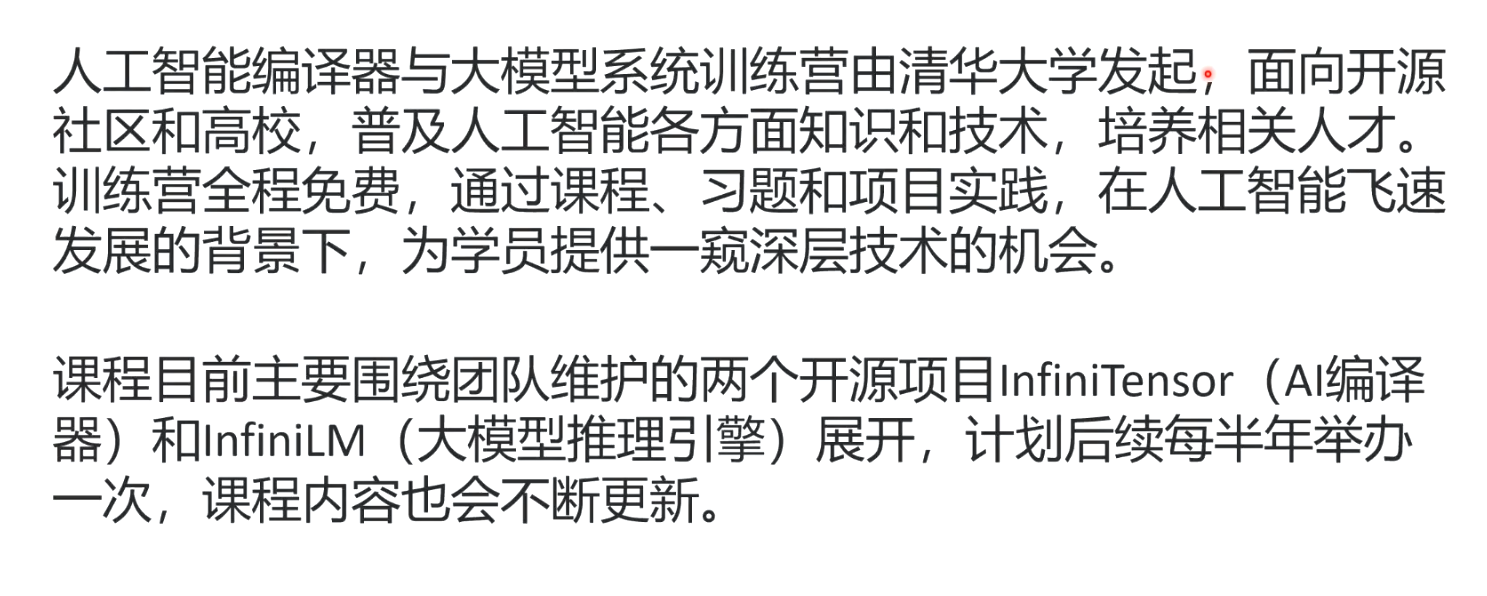 人工智能编译器与大模型系统训练营由清华大学发起，面向开源
社区和高校，普及人工智能各方面知识和技术，培养相关人才。
训练营全程免费，通过课程、习题和项目实践，在人工智能飞速
发展的背景下，为学员提供一窥深层技术的机会。
课程目前主要围绕团队维护的两个开源项目InfiniTensor（AI编译
器）和InfiniLM（大模型推理引擎）展开，计划后续每半年举办
一次，课程内容也会不断更新。